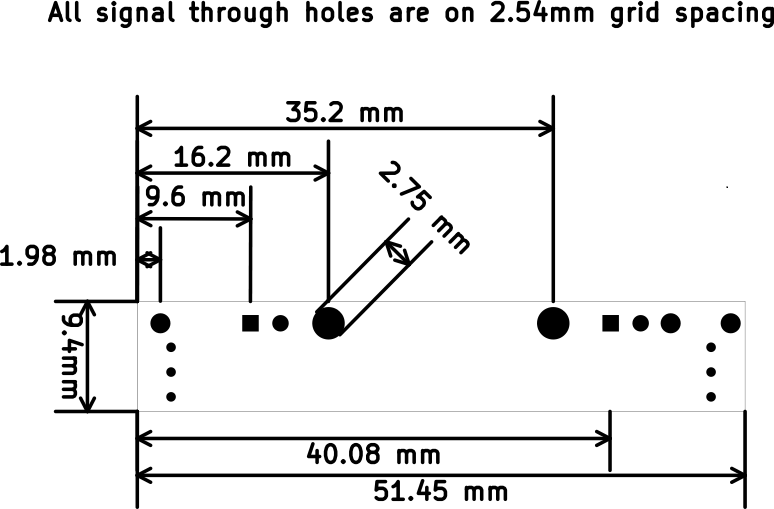 All signal through holes are on 2.54mm grid spacing
35.2 mm
16.2 mm
2.75 mm
9.6 mm
1.98 mm
9.4mm
40.08 mm
51.45 mm